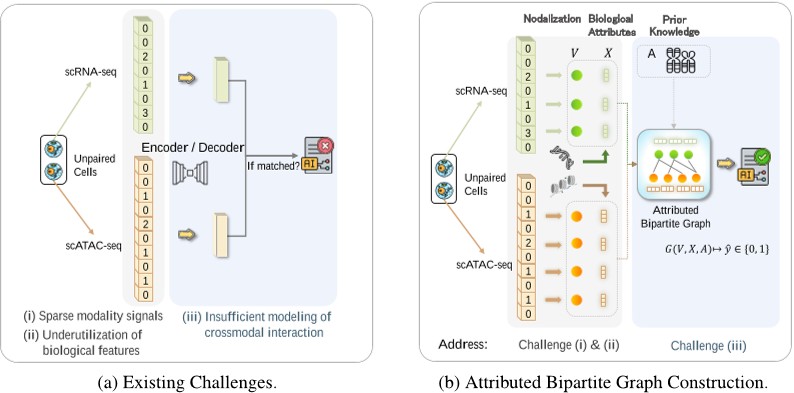 scRNA-seq
Unpaired
Cells
scATAC-seq
0
0
2
0
1
0
3
0
0
0
1
0
2
0
1
0
1
0
Encoder / Decoder
If matched?
AI
(i) Sparse modality signals
(ii) Underutilization of
biological features
(iii) Insufficient modeling of
crossmodal interaction
(a) Existing Challenges.
Nodalization
Biological
Attributes
Prior
Knowledge
V
X
A
scRNA-seq
Unpaired
Cells
scATAC-seq
0
0
2
0
1
0
3
0
0
0
1
0
2
0
1
0
1
0
Attributed
Bipartite Graph
AI
G(V, X, A) ↦ ŷ ∈ {0, 1}
Address:
Challenge (i) & (ii)
Challenge (iii)
(b) Attributed Bipartite Graph Construction.